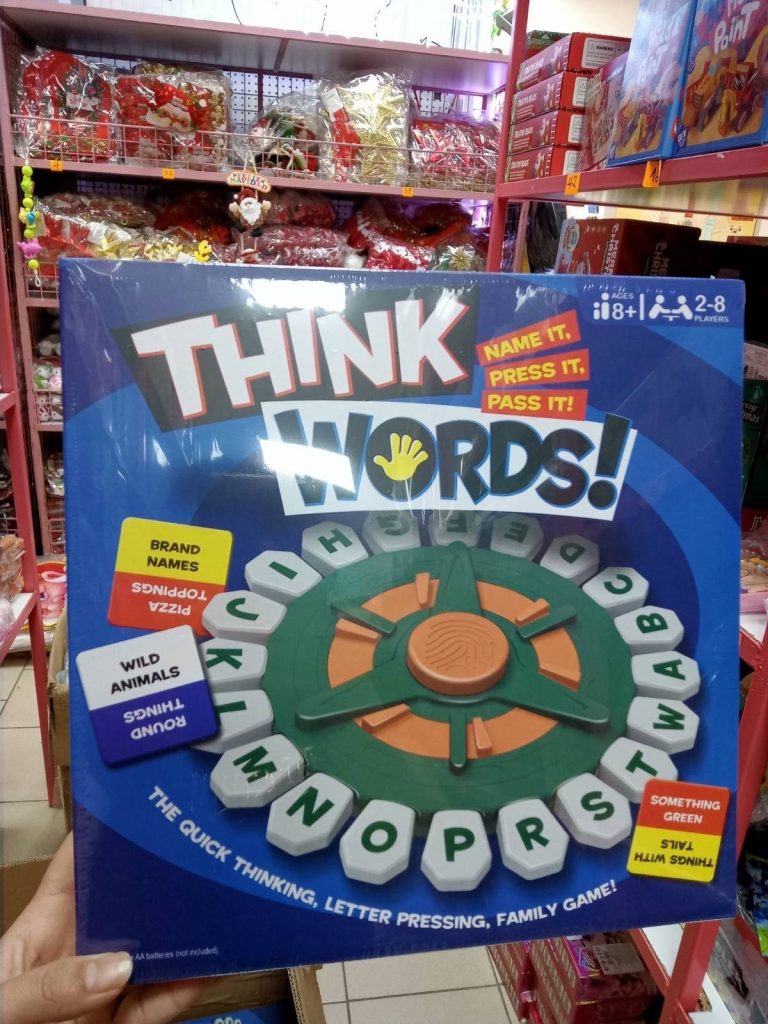 AGES
8+
2-8
PLAYERS
THINK
NAME IT,
PRESS IT,
PASS IT!
WORDS!
BRAND
NAMES
PIZZA
TOPPINGS
WILD
ANIMALS
ROUND
THINGS
A
B
C
D
E
F
G
H
I
J
K
L
M
N
O
P
R
S
T
W
SOMETHING
GREEN
THINGS WITH
TAILS
THE QUICK THINKING, LETTER PRESSING, FAMILY GAME!
AA batteries (not included)